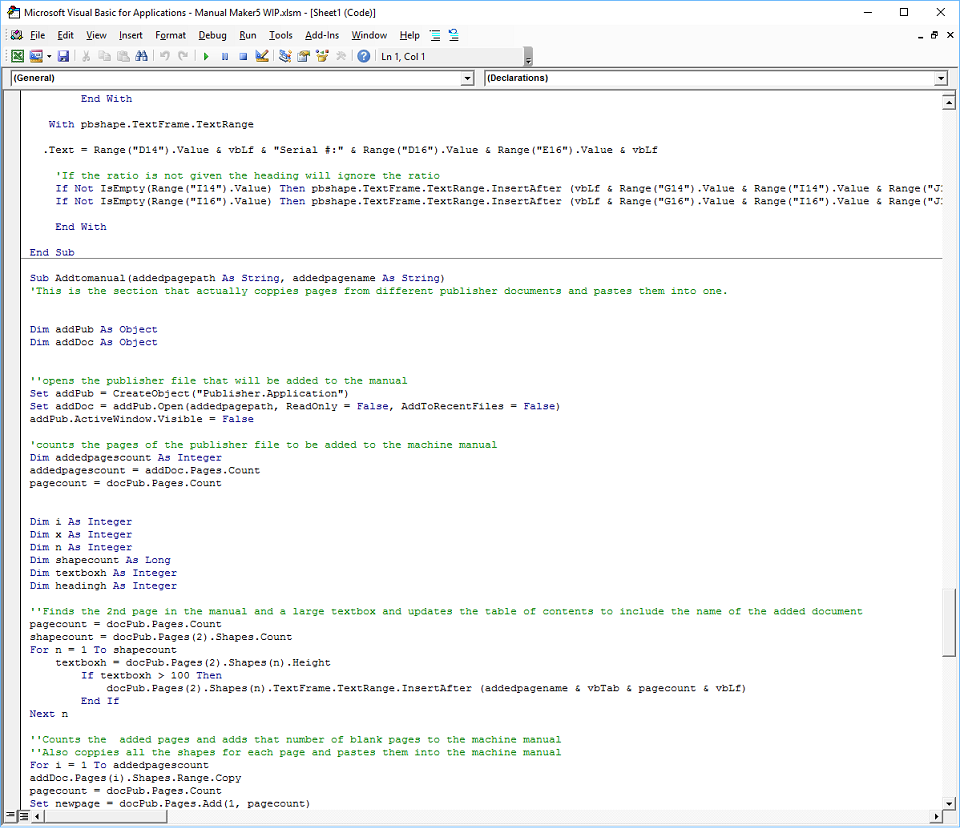 Microsoft Visual Basic for Applications - Manual Maker5 WIP.xlsm - [Sheet1 (Code)]
File Edit View Insert Format Debug Run Tools Add-Ins Window Help
Ln 1, Col 1
(General) (Declarations)
End With
With pbshape.TextFrame.TextRange
.Text = Range("D14").Value & vbLf & "Serial #:" & Range("D16").Value & Range("E16").Value & vbLf
'If the ratio is not given the heading will ignore the ratio
If Not IsEmpty(Range("I14").Value) Then pbshape.TextFrame.TextRange.InsertAfter (vbLf & Range("G14").Value & Range("I14").Value & Range("J
If Not IsEmpty(Range("I16").Value) Then pbshape.TextFrame.TextRange.InsertAfter (vbLf & Range("G16").Value & Range("I16").Value & Range("J
End With
End Sub
Sub Addtomanual(addedpagepath As String, addedpagename As String)
'This is the section that actually coppies pages from different publisher documents and pastes them into one.
Dim addPub As Object
Dim addDoc As Object
''opens the publisher file that will be added to the manual
Set addPub = CreateObject("Publisher.Application")
Set addDoc = addPub.Open(addedpagepath, ReadOnly = False, AddToRecentFiles = False)
addPub.ActiveWindow.Visible = False
'counts the pages of the publisher file to be added to the machine manual
Dim addedpagescount As Integer
addedpagescount = addDoc.Pages.Count
pagecount = docPub.Pages.Count
Dim i As Integer
Dim x As Integer
Dim n As Integer
Dim shapecount As Long
Dim textboxh As Integer
Dim headingh As Integer
''Finds the 2nd page in the manual and a large textbox and updates the table of contents to include the name of the added document
pagecount = docPub.Pages.Count
shapecount = docPub.Pages(2).Shapes.Count
For n = 1 To shapecount
textboxh = docPub.Pages(2).Shapes(n).Height
If textboxh > 100 Then
docPub.Pages(2).Shapes(n).TextFrame.TextRange.InsertAfter (addedpagename & vbTab & pagecount & vbLf)
End If
Next n
''Counts the  added pages and adds that number of blank pages to the machine manual
''Also coppies all the shapes for each page and pastes them into the machine manual
For i = 1 To addedpagescount
addDoc.Pages(i).Shapes.Range.Copy
pagecount = docPub.Pages.Count
Set newpage = docPub.Pages.Add(1, pagecount)